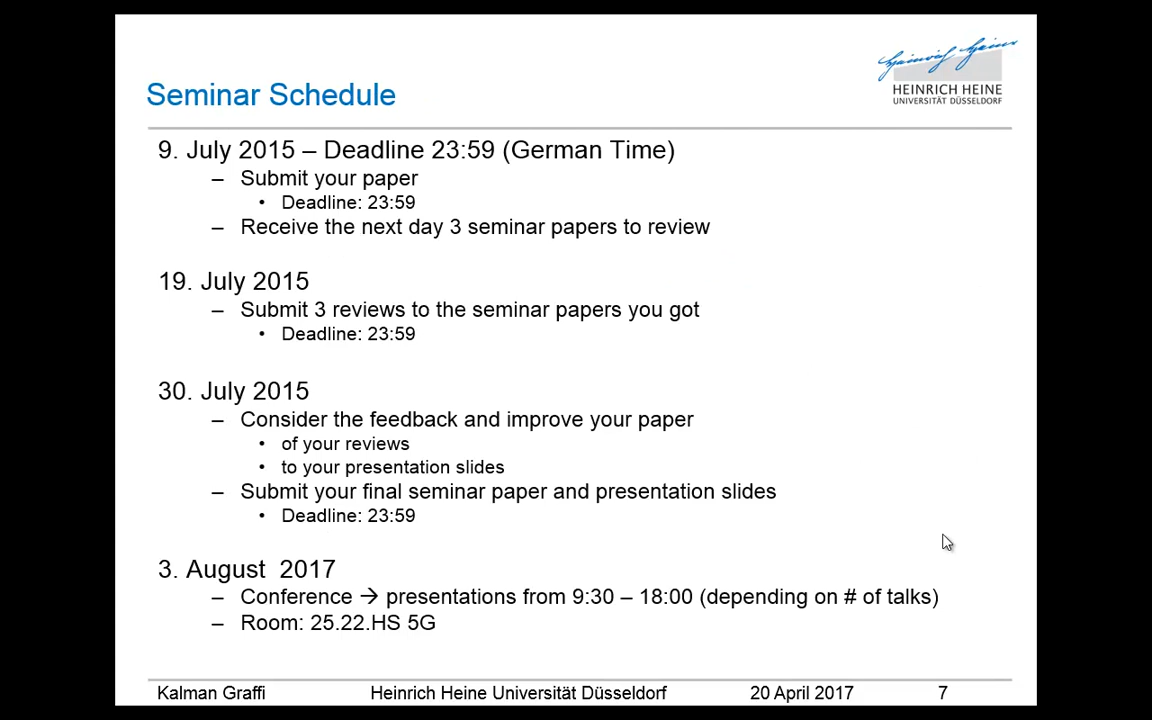 Heinrich Heine
HEINRICH HEINE
UNIVERSITÄT DÜSSELDORF
Seminar Schedule
9. July 2015 – Deadline 23:59 (German Time)
– Submit your paper
• Deadline: 23:59
– Receive the next day 3 seminar papers to review
19. July 2015
– Submit 3 reviews to the seminar papers you got
• Deadline: 23:59
30. July 2015
– Consider the feedback and improve your paper
• of your reviews
• to your presentation slides
– Submit your final seminar paper and presentation slides
• Deadline: 23:59
3. August  2017
– Conference → presentations from 9:30 – 18:00 (depending on # of talks)
– Room: 25.22.HS 5G
Kalman Graffi Heinrich Heine Universität Düsseldorf 20 April 2017 7